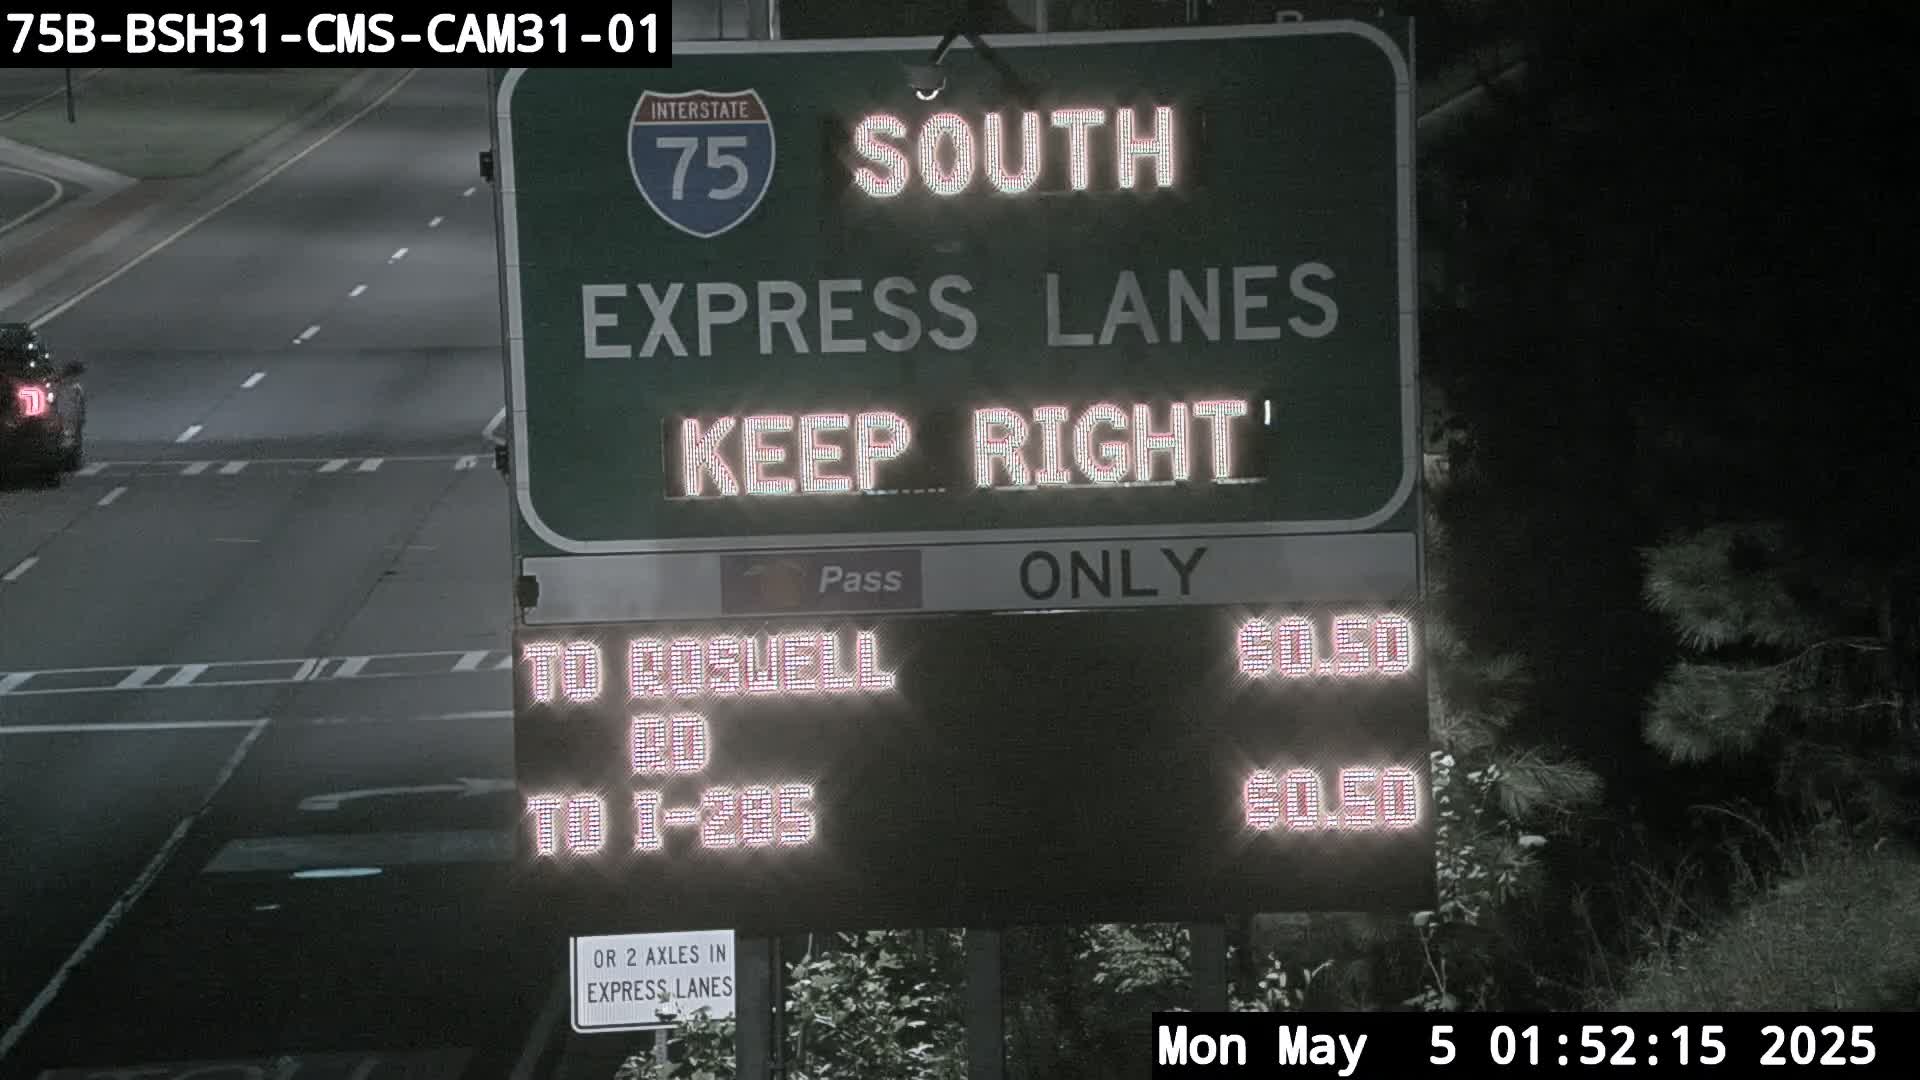 75B-BSH31-CMS-CAM31-01
INTERSTATE
75
SOUTH
EXPRESS LANES
KEEP RIGHT
Pass ONLY
TO ROSWELL $0.50
RD
TO I-285 $0.50
OR 2 AXLES IN
EXPRESS LANES
Mon May 5 01:52:15 2025